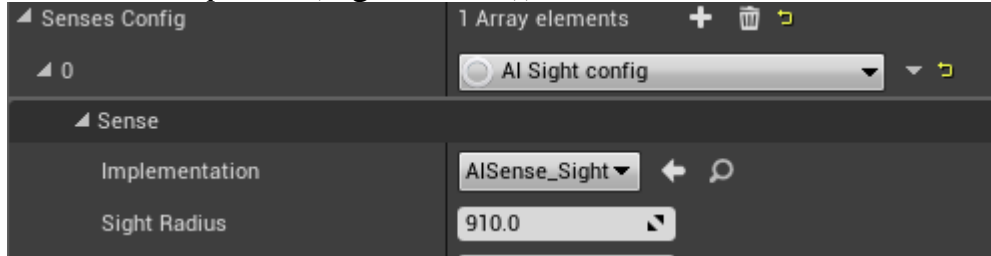 Senses Config 1 Array elements
0 AI Sight config
Sense
Implementation AISense_Sight
Sight Radius 910.0